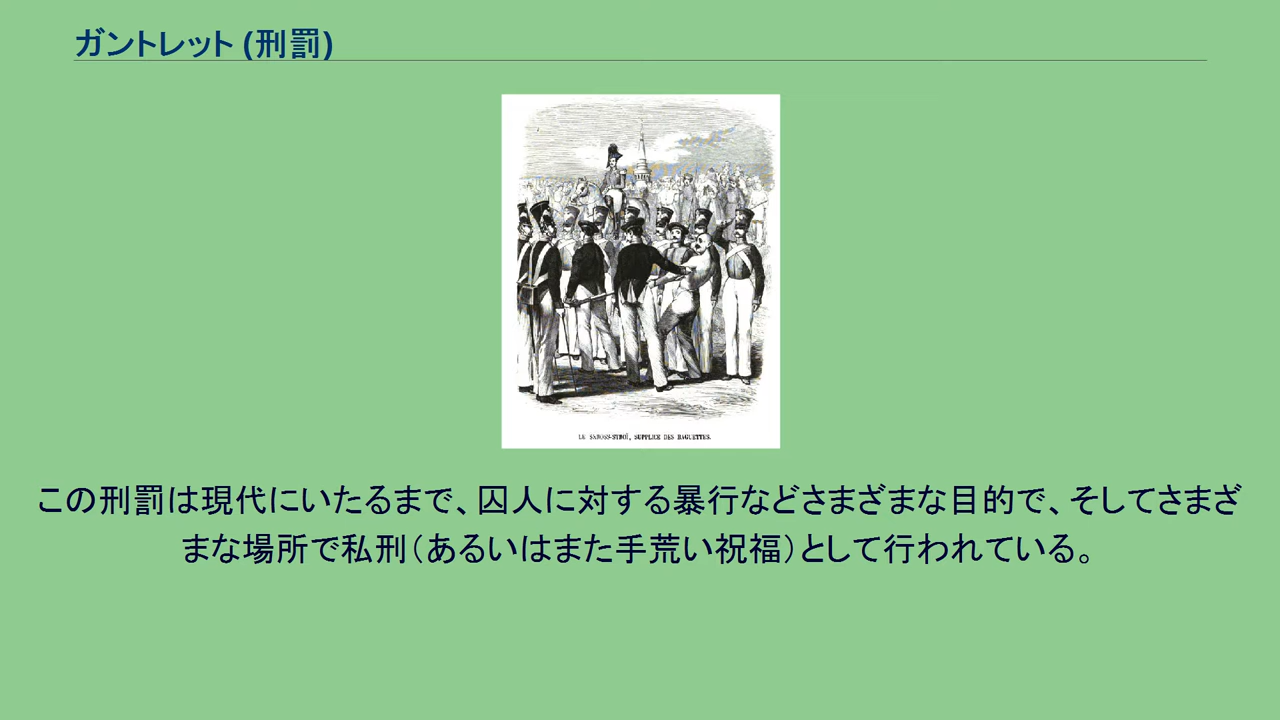 ガントレット (刑罰)
LE SKROSS-STROÏ, SUPPLICE DES BAGUETTES.
この刑罰は現代にいたるまで、囚人に対する暴行などさまざまな目的で、そしてさまざ
まな場所で私刑（あるいはまた手荒い祝福）として行われている。